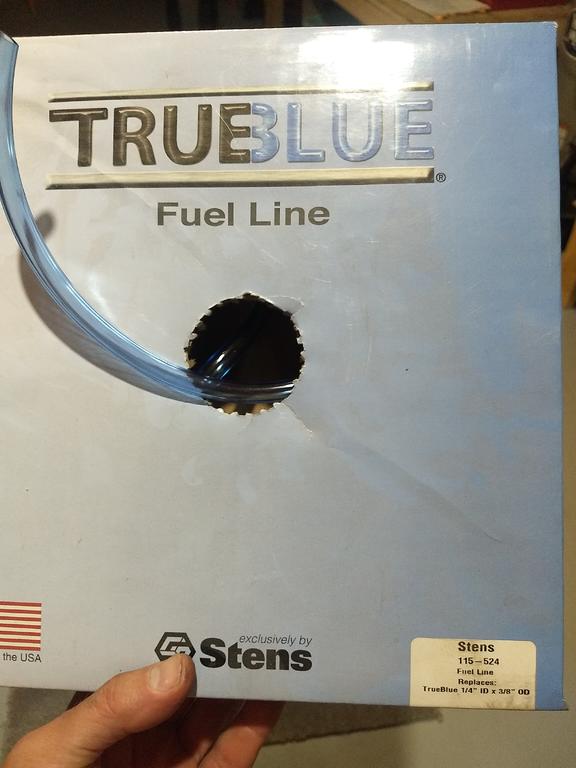 TRUEBLUE
®
Fuel Line
the USA
exclusively by
Stens
Stens
115-524
Fuel Line
Replaces:
TrueBlue 1/4" ID x 3/8" OD